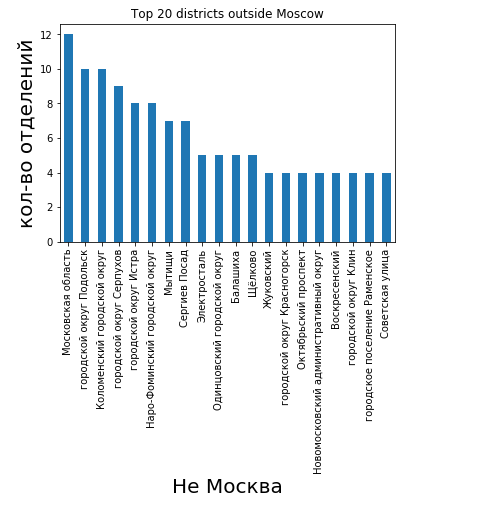 Top 20 districts outside Moscow
кол-во отделений
12
10
8
6
4
2
0
Московская область
городской округ Подольск
Коломенский городской округ
городской округ Серпухов
городской округ Истра
Наро-Фоминский городской округ
Мытищи
Сергиев Посад
Электросталь
Одинцовский городской округ
Балашиха
Щёлково
Жуковский
городской округ Красногорск
Октябрьский проспект
Новомосковский административный округ
Воскресенский
городской округ Клин
городское поселение Раменское
Советская улица
Не Москва